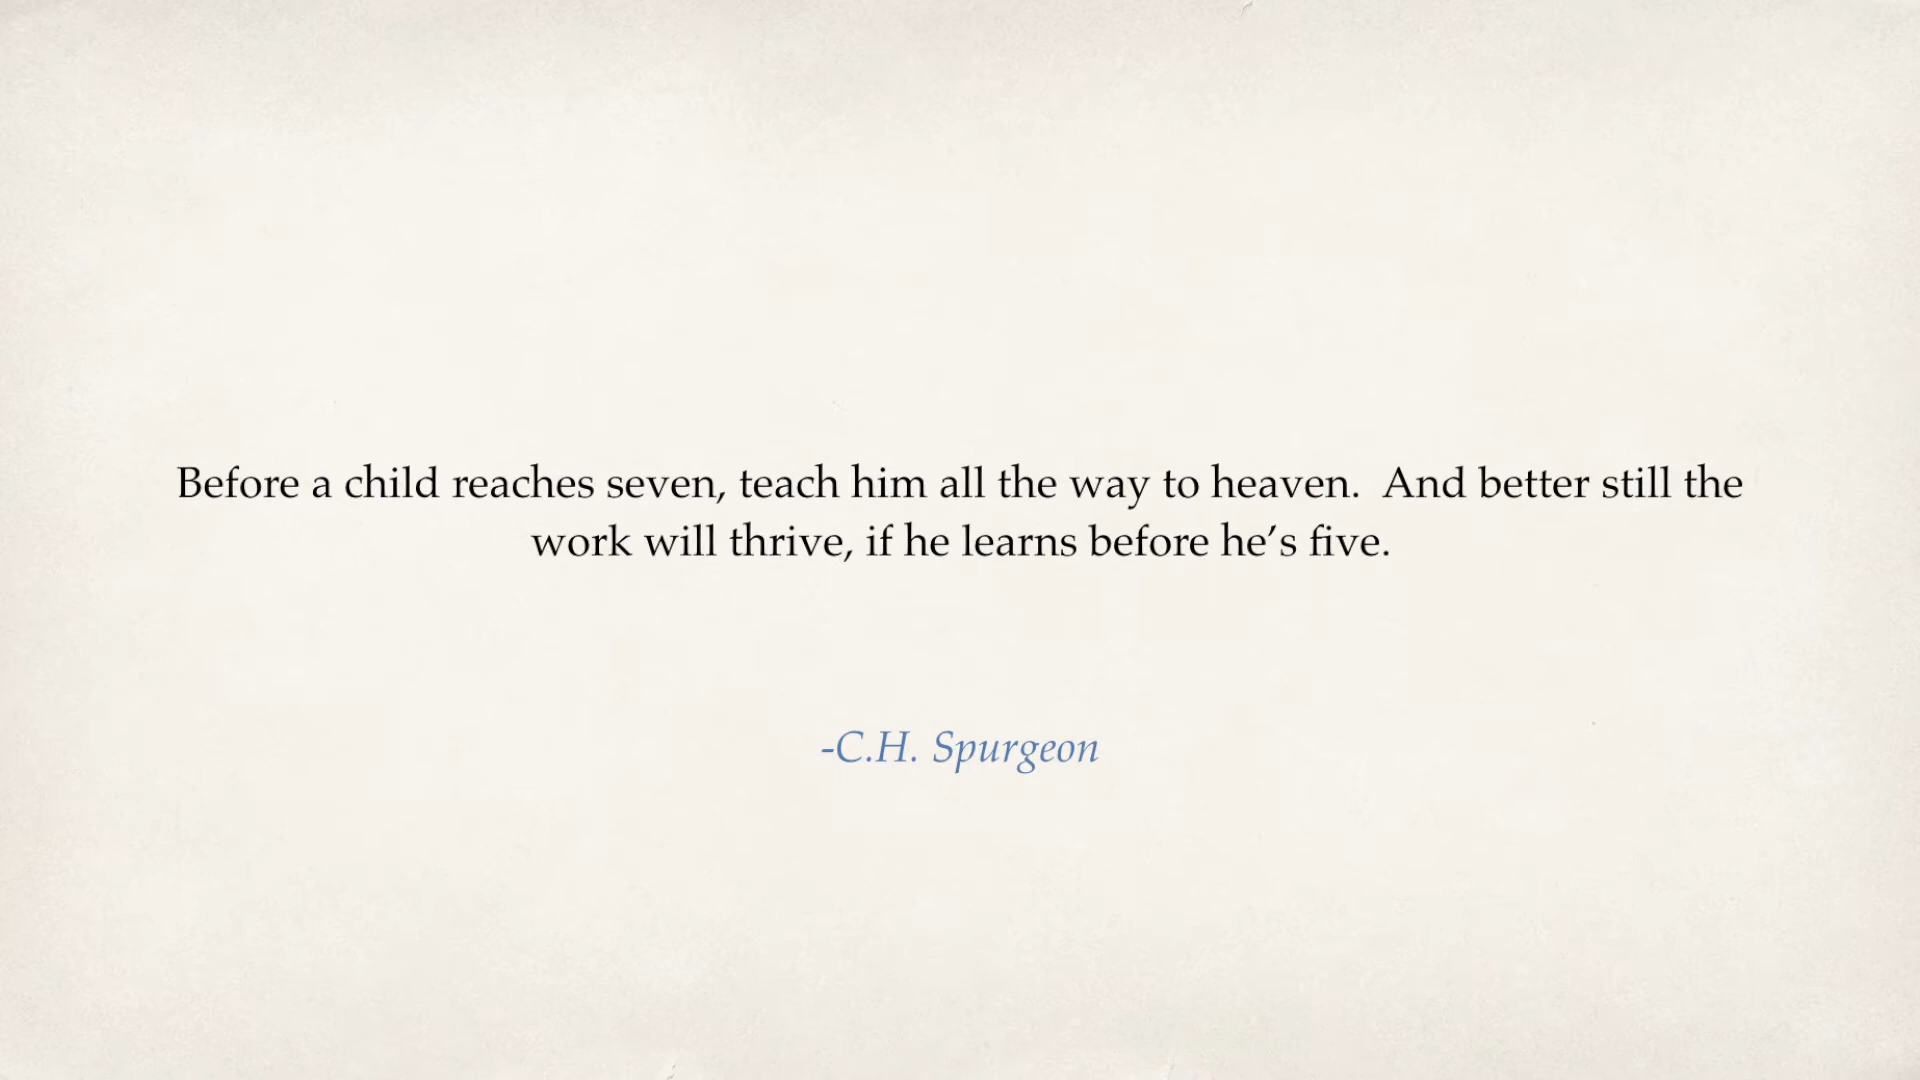 Before a child reaches seven, teach him all the way to heaven.  And better still the
work will thrive, if he learns before he’s five.
-C.H. Spurgeon